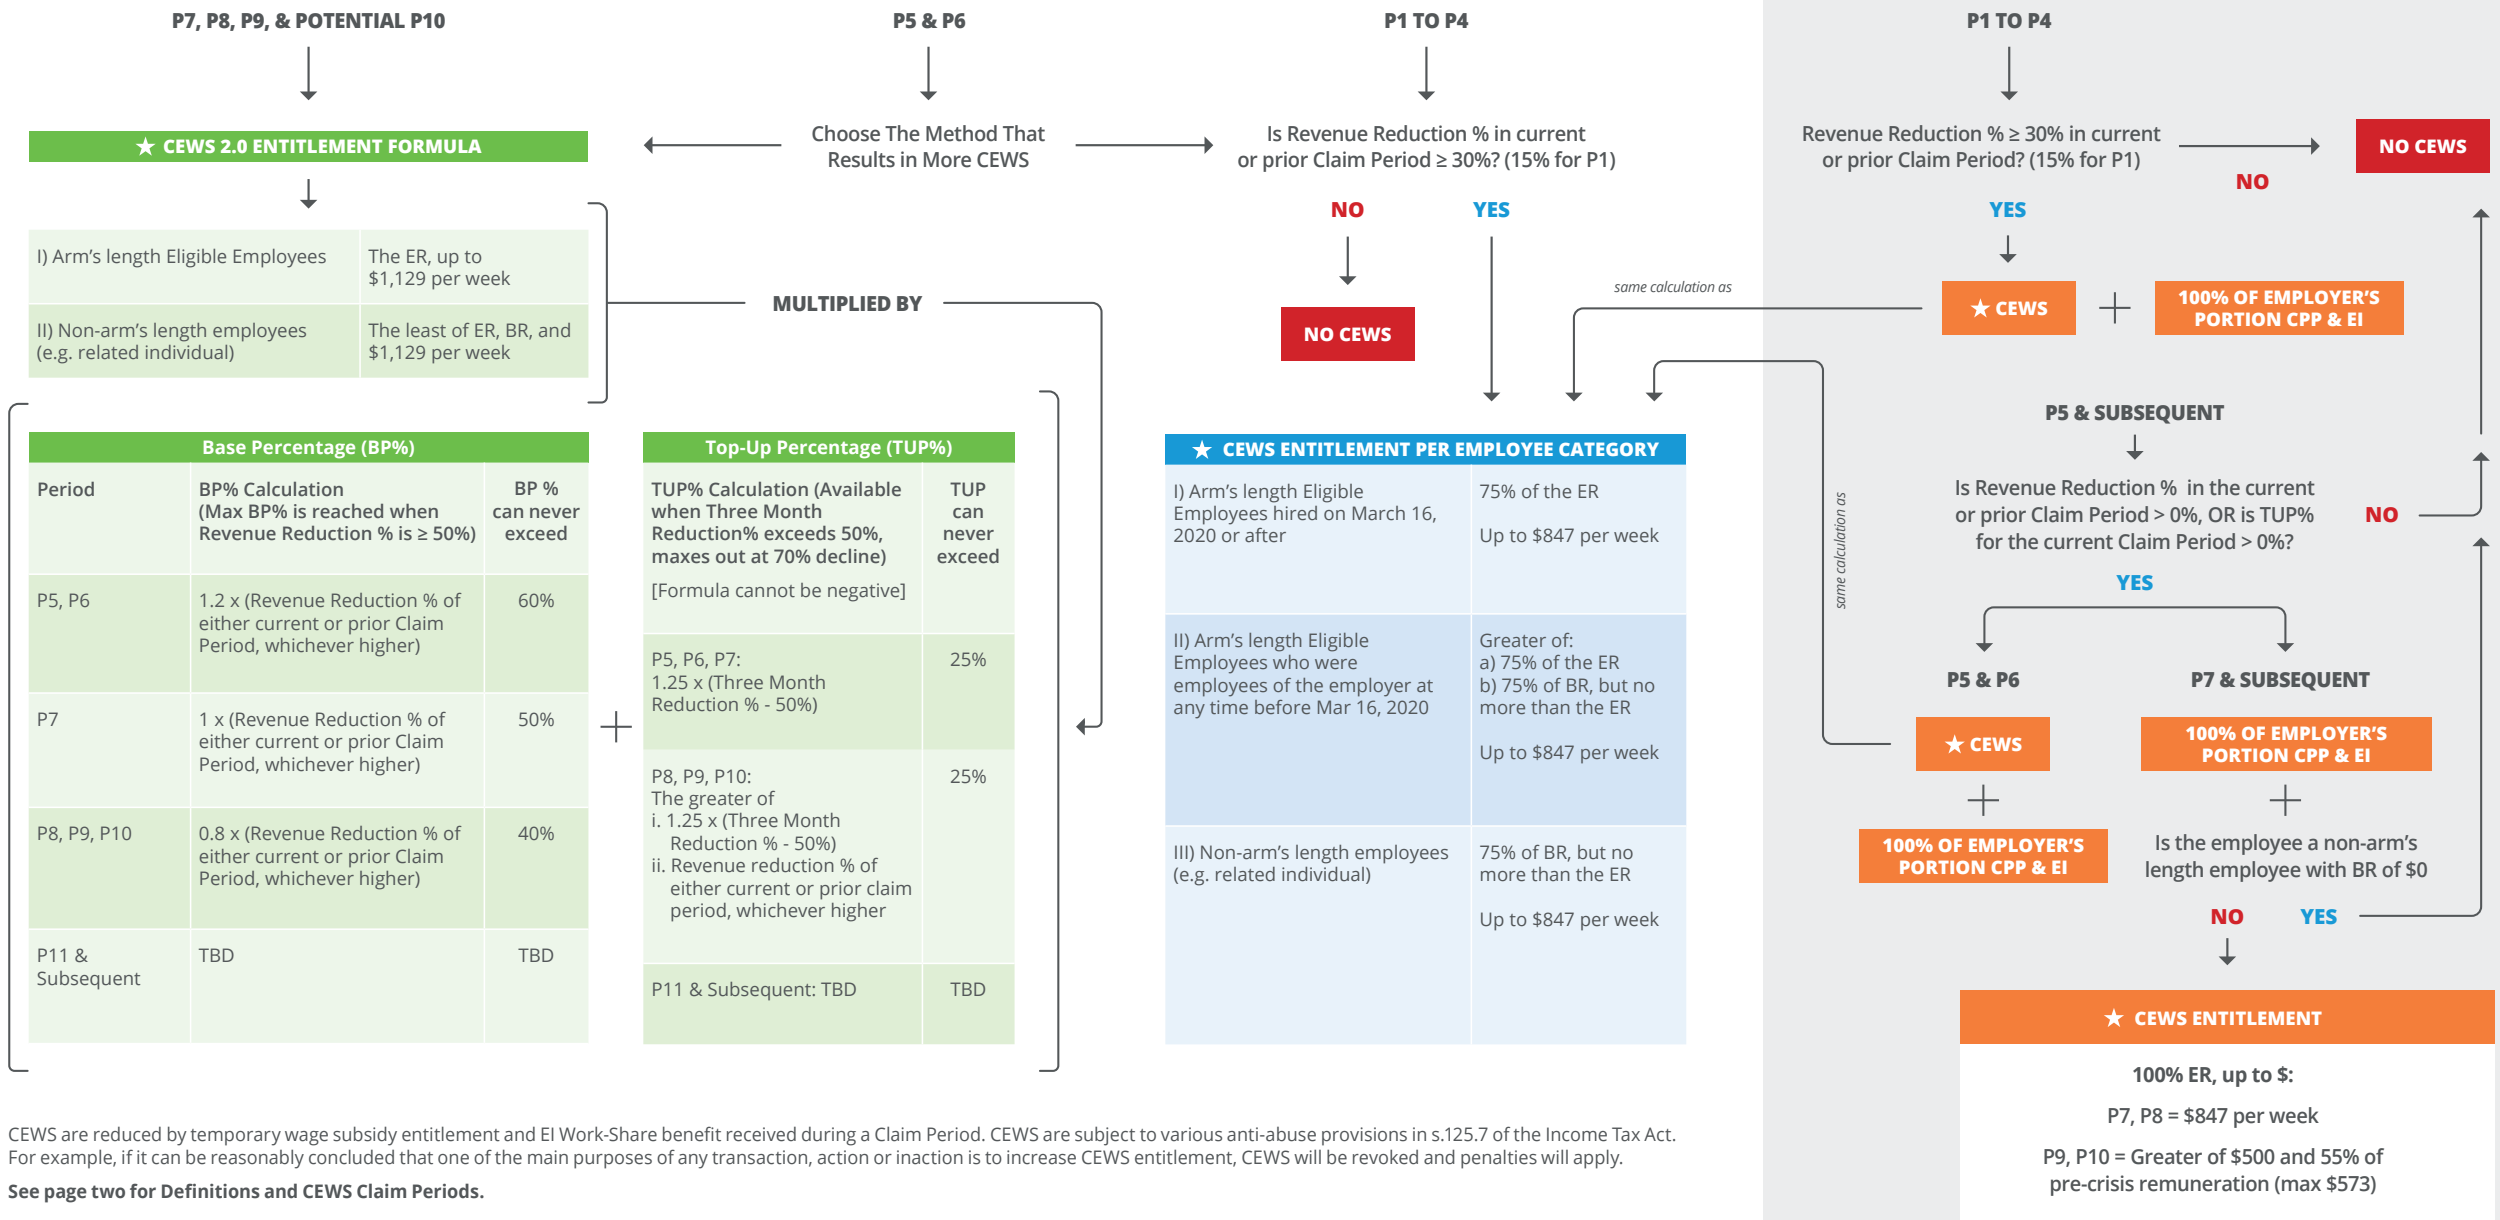 P7, P8, P9, & POTENTIAL P10
★ CEWS 2.0 ENTITLEMENT FORMULA
I) Arm’s length Eligible Employees
The ER, up to
$1,129 per week
II) Non-arm’s length employees
(e.g. related individual)
The least of ER, BR, and
$1,129 per week
MULTIPLIED BY
Base Percentage (BP%)
Period
BP% Calculation
(Max BP% is reached when
Revenue Reduction % is ≥ 50%)
BP %
can never
exceed
P5, P6
1.2 x (Revenue Reduction % of
either current or prior Claim
Period, whichever higher)
60%
P7
1 x (Revenue Reduction % of
either current or prior Claim
Period, whichever higher)
50%
P8, P9, P10
0.8 x (Revenue Reduction % of
either current or prior Claim
Period, whichever higher)
40%
P11 &
Subsequent
TBD
TBD
+
Top-Up Percentage (TUP%)
TUP% Calculation (Available
when Three Month
Reduction% exceeds 50%,
maxes out at 70% decline)
[Formula cannot be negative]
TUP
can
never
exceed
P5, P6, P7:
1.25 x (Three Month
Reduction % - 50%)
25%
P8, P9, P10:
The greater of
i. 1.25 x (Three Month
Reduction % - 50%)
ii. Revenue reduction % of
either current or prior claim
period, whichever higher
25%
P11 & Subsequent: TBD
TBD
P5 & P6
Choose The Method That
Results in More CEWS
P1 TO P4
Is Revenue Reduction % in current
or prior Claim Period ≥ 30%? (15% for P1)
NO
YES
NO CEWS
same calculation as
★ CEWS ENTITLEMENT PER EMPLOYEE CATEGORY
I) Arm’s length Eligible
Employees hired on March 16,
2020 or after
75% of the ER
Up to $847 per week
II) Arm’s length Eligible
Employees who were
employees of the employer at
any time before Mar 16, 2020
Greater of:
a) 75% of the ER
b) 75% of BR, but no
more than the ER
Up to $847 per week
III) Non-arm’s length employees
(e.g. related individual)
75% of BR, but no
more than the ER
Up to $847 per week
same calculation as
P1 TO P4
Revenue Reduction % ≥ 30% in current
or prior Claim Period? (15% for P1)
NO
NO CEWS
YES
★ CEWS
+
100% OF EMPLOYER’S
PORTION CPP & EI
P5 & SUBSEQUENT
Is Revenue Reduction % in the current
or prior Claim Period > 0%, OR is TUP%
for the current Claim Period > 0%?
NO
YES
P5 & P6
★ CEWS
+
100% OF EMPLOYER’S
PORTION CPP & EI
P7 & SUBSEQUENT
100% OF EMPLOYER’S
PORTION CPP & EI
+
Is the employee a non-arm’s
length employee with BR of $0
NO
YES
★ CEWS ENTITLEMENT
100% ER, up to $:
P7, P8 = $847 per week
P9, P10 = Greater of $500 and 55% of
pre-crisis remuneration (max $573)
CEWS are reduced by temporary wage subsidy entitlement and EI Work-Share benefit received during a Claim Period. CEWS are subject to various anti-abuse provisions in s.125.7 of the Income Tax Act.
For example, if it can be reasonably concluded that one of the main purposes of any transaction, action or inaction is to increase CEWS entitlement, CEWS will be revoked and penalties will apply.
See page two for Definitions and CEWS Claim Periods.